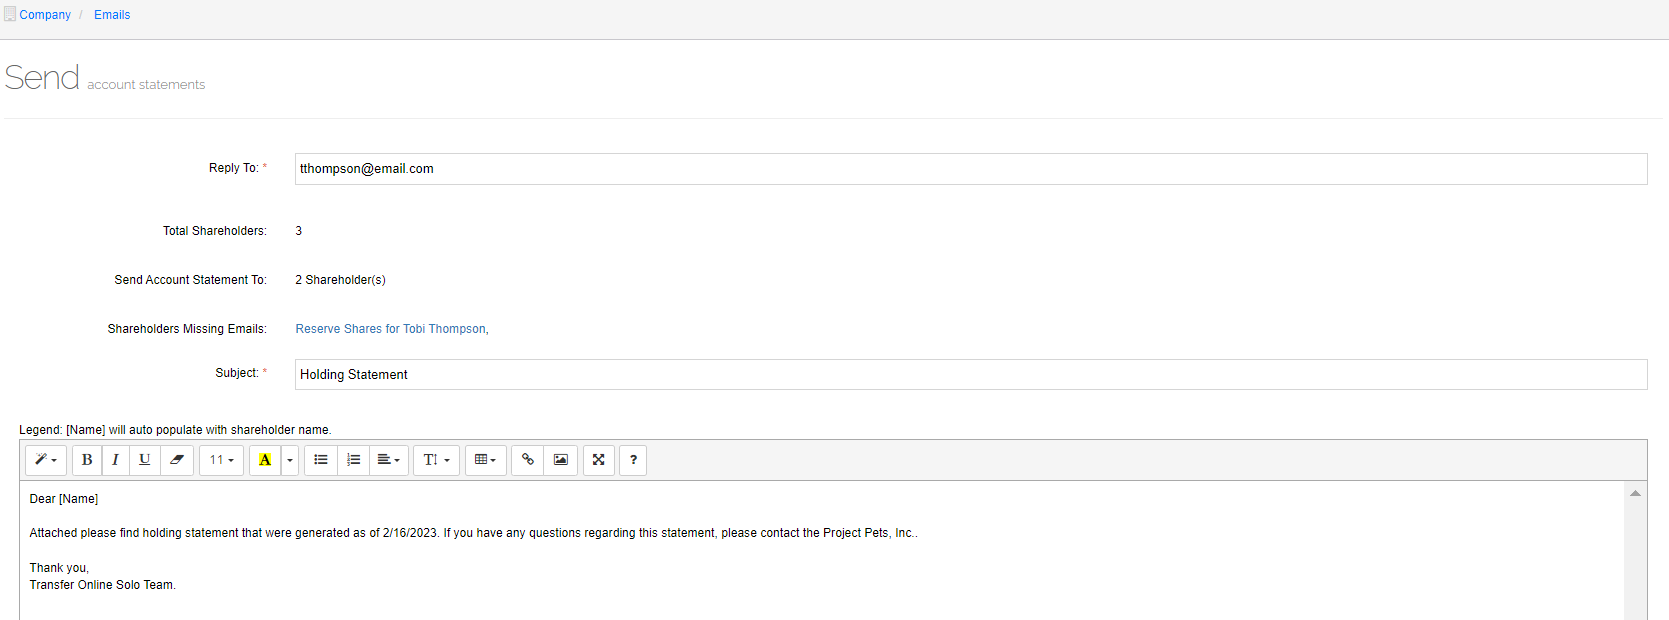 Company / Emails
Send account statements
Reply To: * tthompson@email.com
Total Shareholders: 3
Send Account Statement To: 2 Shareholder(s)
Shareholders Missing Emails: Reserve Shares for Tobi Thompson,
Subject: * Holding Statement
Legend: [Name] will auto populate with shareholder name.
B I U 11 A T ?
Dear [Name]
Attached please find holding statement that were generated as of 2/16/2023. If you have any questions regarding this statement, please contact the Project Pets, Inc..
Thank you,
Transfer Online Solo Team.